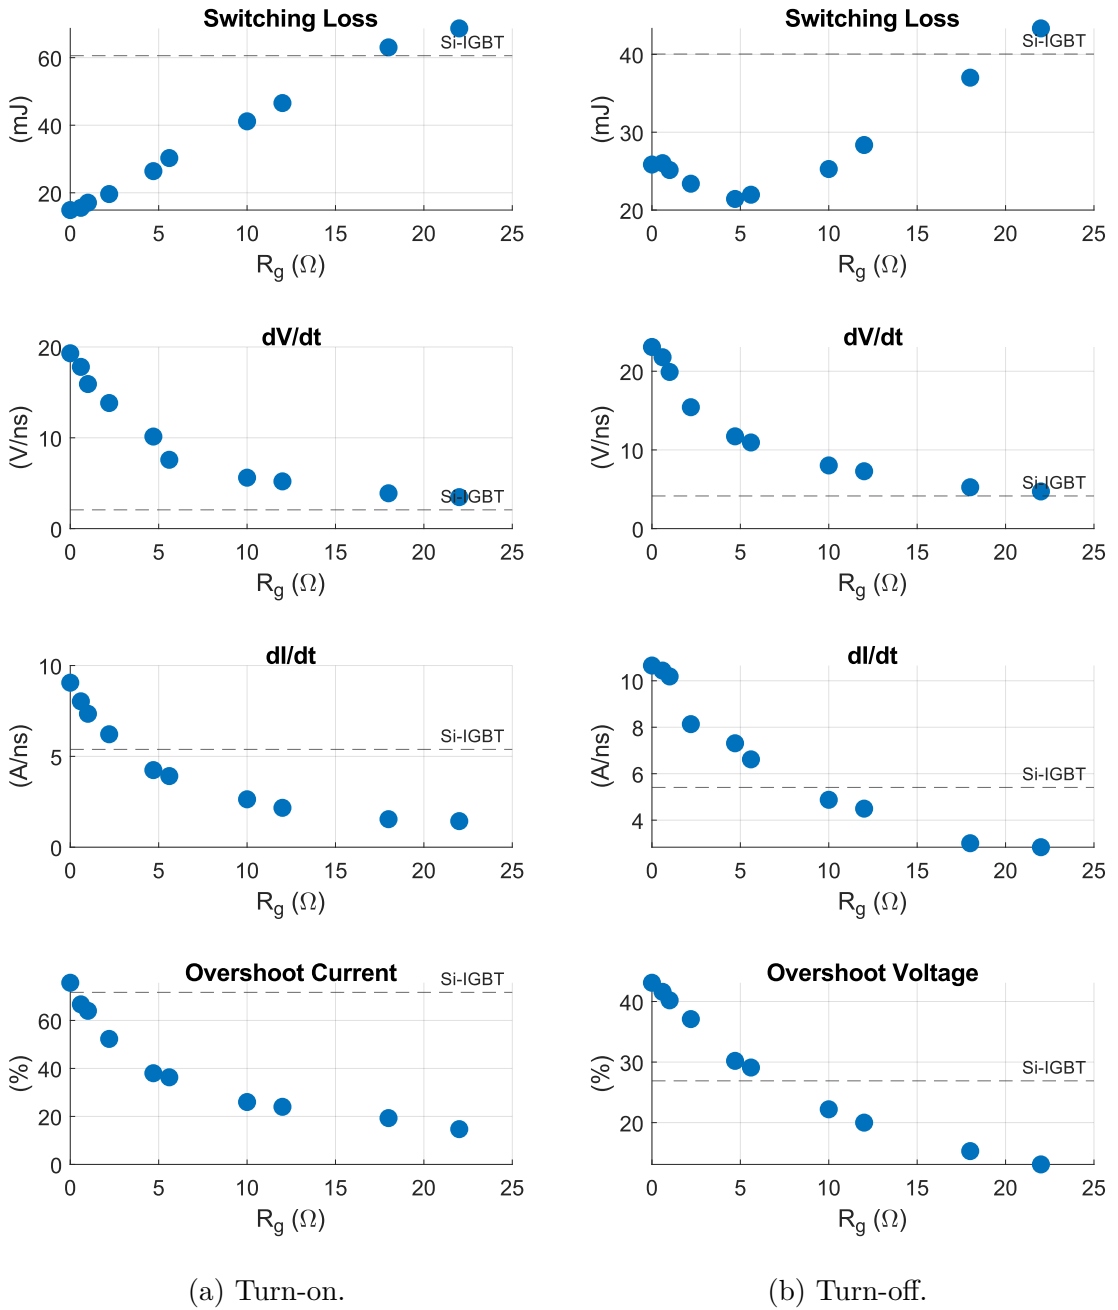 Switching Loss
Si-IGBT
60
40
20
(mJ)
0 5 10 15 20 25
Rg (Ω)
Switching Loss
Si-IGBT
40
30
20
(mJ)
0 5 10 15 20 25
Rg (Ω)
dV/dt
20
10
0
(V/ns)
Si-IGBT
0 5 10 15 20 25
Rg (Ω)
dV/dt
20
10
0
(V/ns)
Si-IGBT
0 5 10 15 20 25
Rg (Ω)
dI/dt
10
5
0
(A/ns)
Si-IGBT
0 5 10 15 20 25
Rg (Ω)
dI/dt
10
8
6
4
(A/ns)
Si-IGBT
0 5 10 15 20 25
Rg (Ω)
Overshoot Current
Si-IGBT
60
40
20
0
(%)
0 5 10 15 20 25
Rg (Ω)
Overshoot Voltage
40
30
20
(%)
Si-IGBT
0 5 10 15 20 25
Rg (Ω)
(a) Turn-on.
(b) Turn-off.